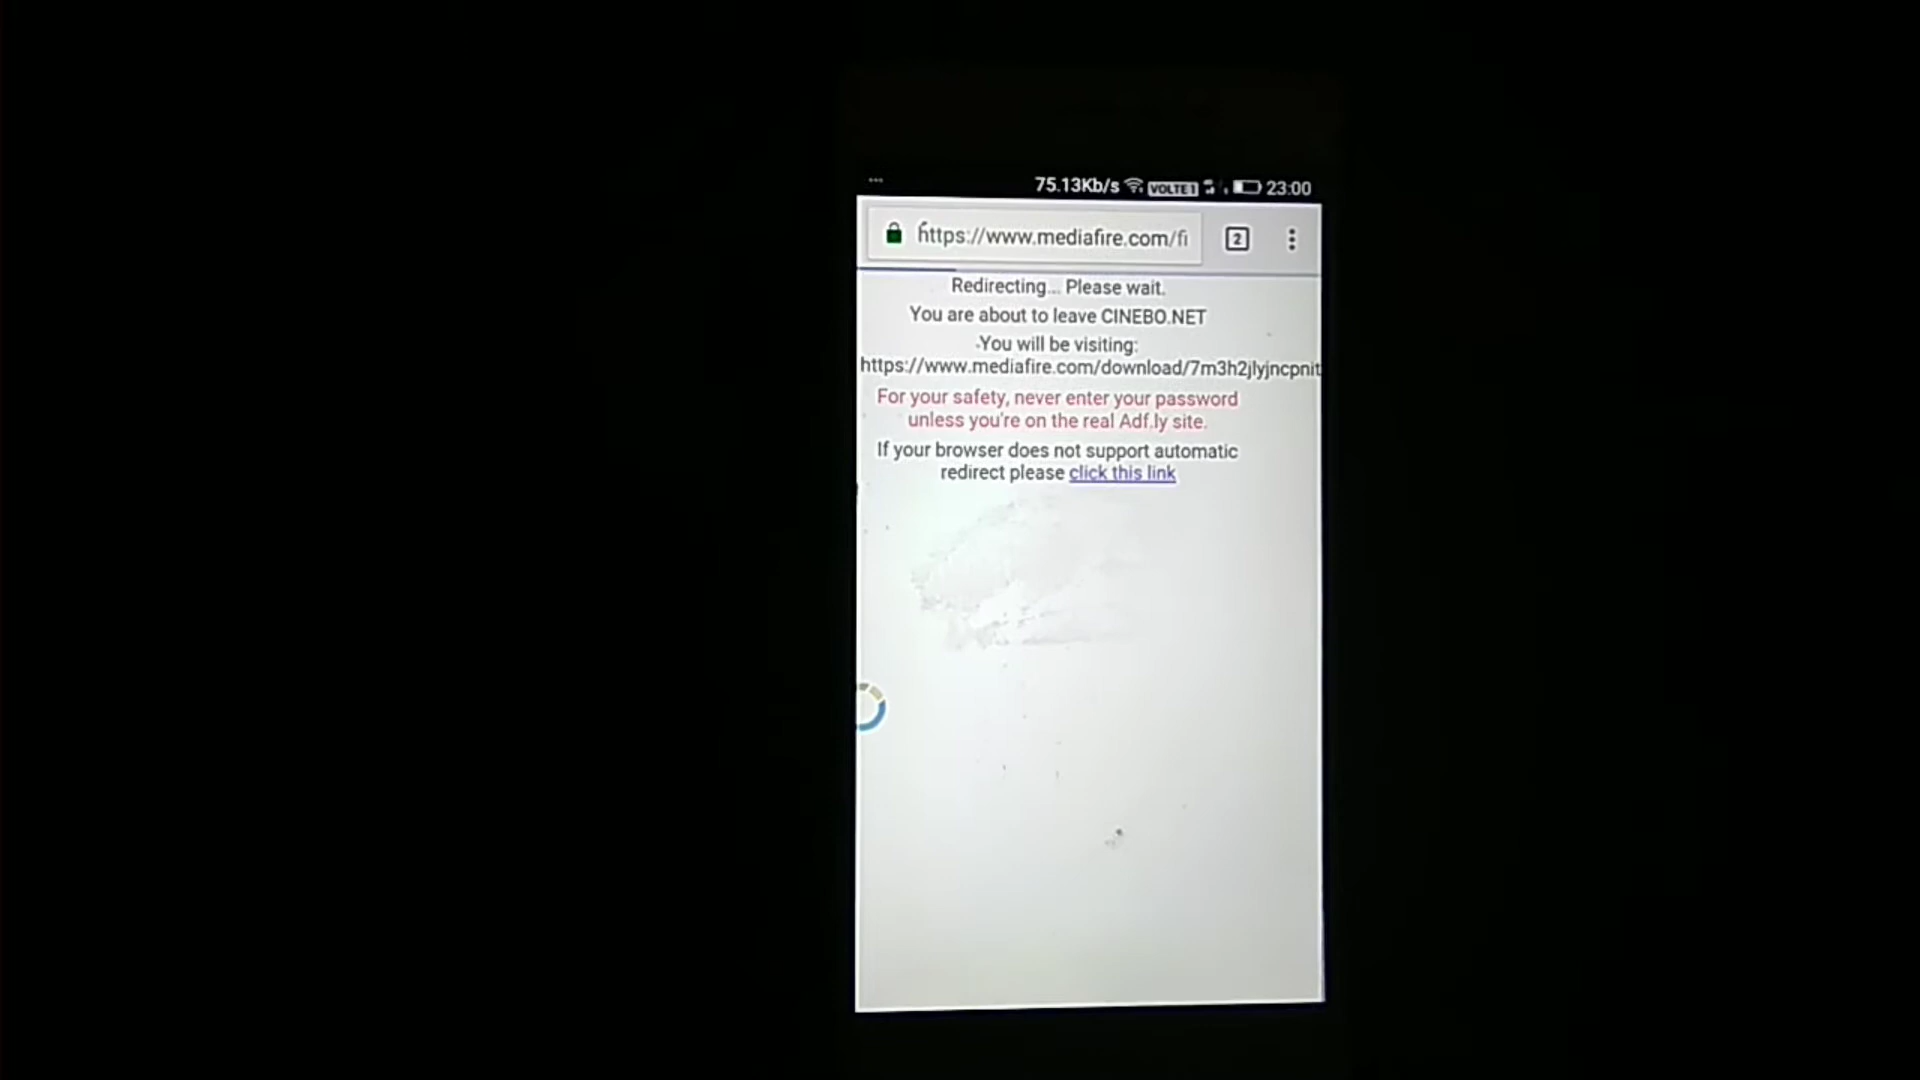 75.13Kb/s VOLTE 1 23:00
https://www.mediafire.com/fi
2
Redirecting... Please wait.
You are about to leave CINEBO.NET
You will be visiting:
https://www.mediafire.com/download/7m3h2jlyjncpnit
For your safety, never enter your password
unless you're on the real Adf.ly site.
If your browser does not support automatic
redirect please click this link